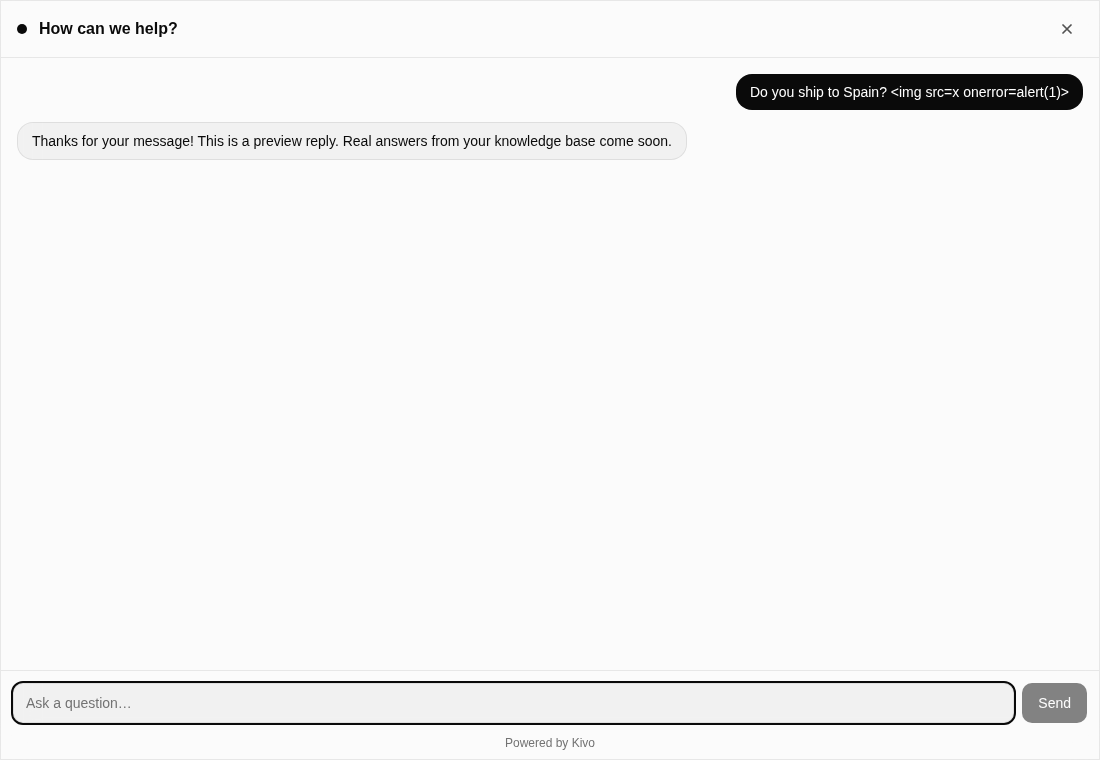 How can we help?
Do you ship to Spain? <img src=x onerror=alert(1)>
Thanks for your message! This is a preview reply. Real answers from your knowledge base come soon.
Ask a question…
Send
Powered by Kivo